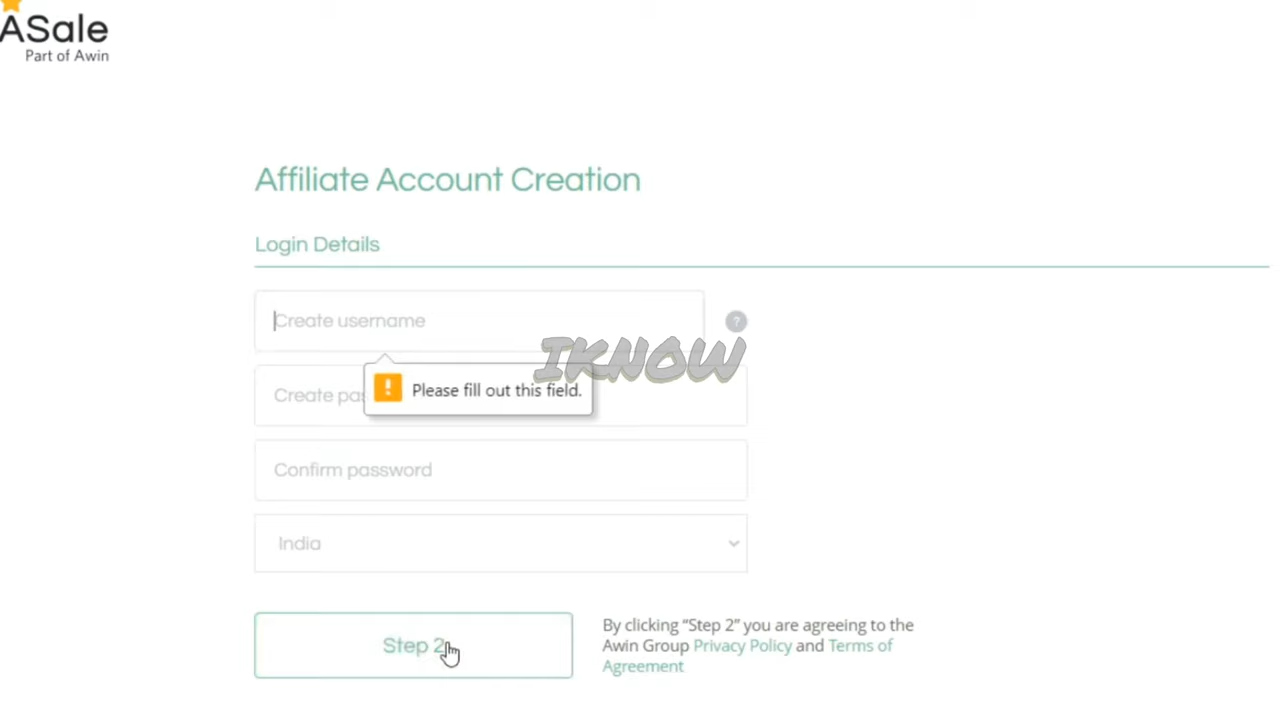 ASale
Part of Awin
Affiliate Account Creation
Login Details
Create username
?
IKNOW
Create pas
Please fill out this field.
Confirm password
India
Step 2
By clicking “Step 2” you are agreeing to the
Awin Group Privacy Policy and Terms of
Agreement